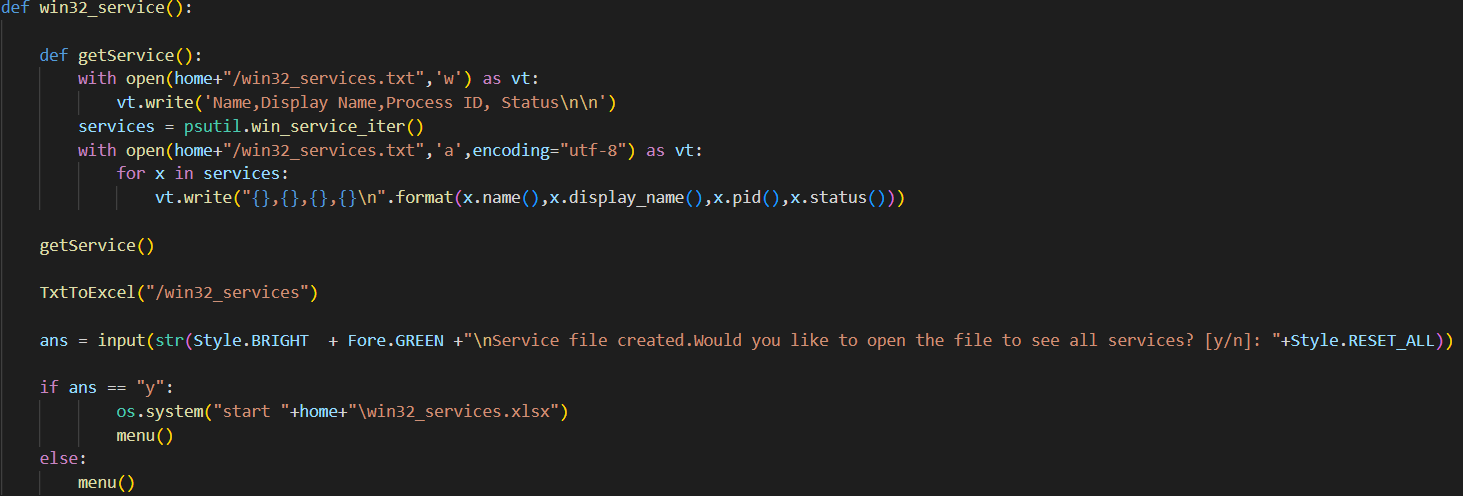 def win32_service():
def getService():
with open(home+"/win32_services.txt",'w') as vt:
vt.write('Name,Display Name,Process ID, Status\n\n')
services = psutil.win_service_iter()
with open(home+"/win32_services.txt",'a',encoding="utf-8") as vt:
for x in services:
vt.write("{},{},{},{}\n".format(x.name(),x.display_name(),x.pid(),x.status()))
getService()
TxtToExcel("/win32_services")
ans = input(str(Style.BRIGHT  + Fore.GREEN +"\nService file created.Would you like to open the file to see all services? [y/n]: "+Style.RESET_ALL))
if ans == "y":
os.system("start "+home+"\win32_services.xlsx")
menu()
else:
menu()